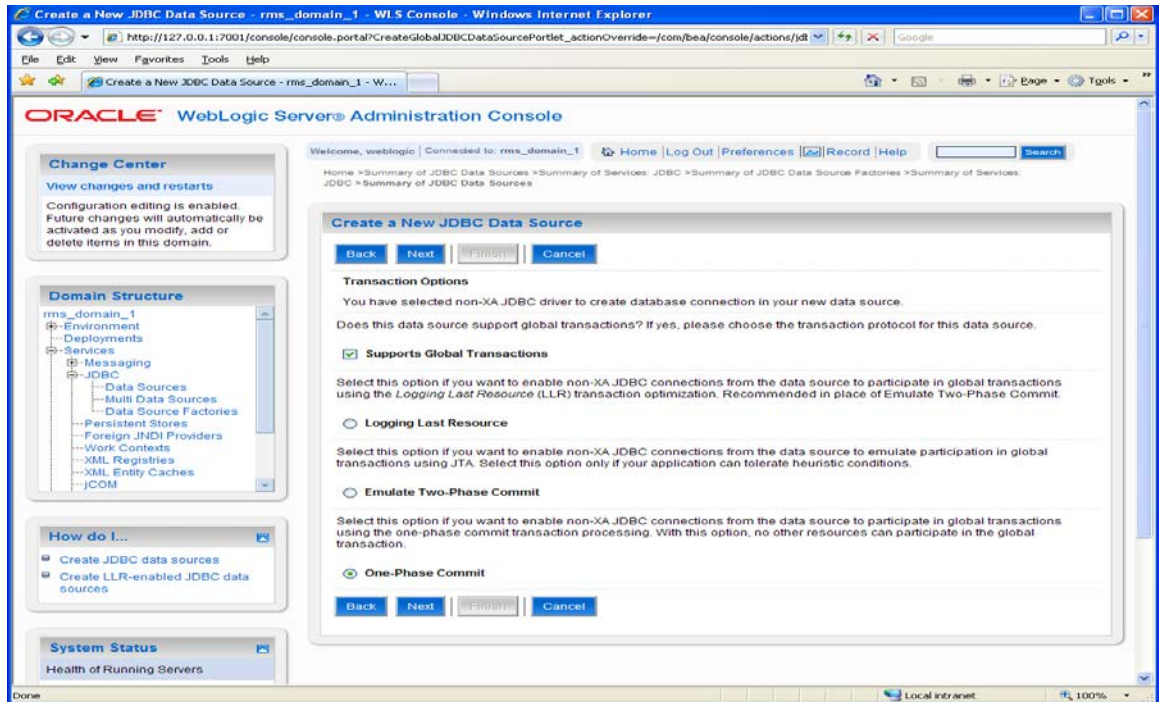 Create a New JDBC Data Source - rms_domain_1 - WLS Console - Windows Internet Explorer
http://127.0.0.1:7001/console/console.portal?CreateGlobalJDBCDataSourcePortlet_actionOverride=/com/bea/console/actions/jdt
Google
File Edit View Favorites Tools Help
Create a New JDBC Data Source - rms_domain_1 - W...
Page Tools
ORACLE WebLogic Server® Administration Console
Change Center
View changes and restarts
Configuration editing is enabled.
Future changes will automatically be
activated as you modify, add or
delete items in this domain.
Domain Structure
rms_domain_1
Environment
Deployments
Services
Messaging
JDBC
Data Sources
Multi Data Sources
Data Source Factories
Persistent Stores
Foreign JNDI Providers
Work Contexts
XML Registries
XML Entity Caches
jCOM
How do I...
Create JDBC data sources
Create LLR-enabled JDBC data
sources
System Status
Health of Running Servers
Welcome, weblogic Connected to: rms_domain_1 Home Log Out Preferences Record Help Search
Home >Summary of JDBC Data Sources >Summary of Services: JDBC >Summary of JDBC Data Source Factories >Summary of Services:
JDBC >Summary of JDBC Data Sources
Create a New JDBC Data Source
Back Next Finish Cancel
Transaction Options
You have selected non-XA JDBC driver to create database connection in your new data source.
Does this data source support global transactions? If yes, please choose the transaction protocol for this data source.
Supports Global Transactions
Select this option if you want to enable non-XA JDBC connections from the data source to participate in global transactions
using the Logging Last Resource (LLR) transaction optimization. Recommended in place of Emulate Two-Phase Commit.
Logging Last Resource
Select this option if you want to enable non-XA JDBC connections from the data source to emulate participation in global
transactions using JTA. Select this option only if your application can tolerate heuristic conditions.
Emulate Two-Phase Commit
Select this option if you want to enable non-XA JDBC connections from the data source to participate in global transactions
using the one-phase commit transaction processing. With this option, no other resources can participate in the global
transaction.
One-Phase Commit
Back Next Finish Cancel
Done
Local intranet
100%